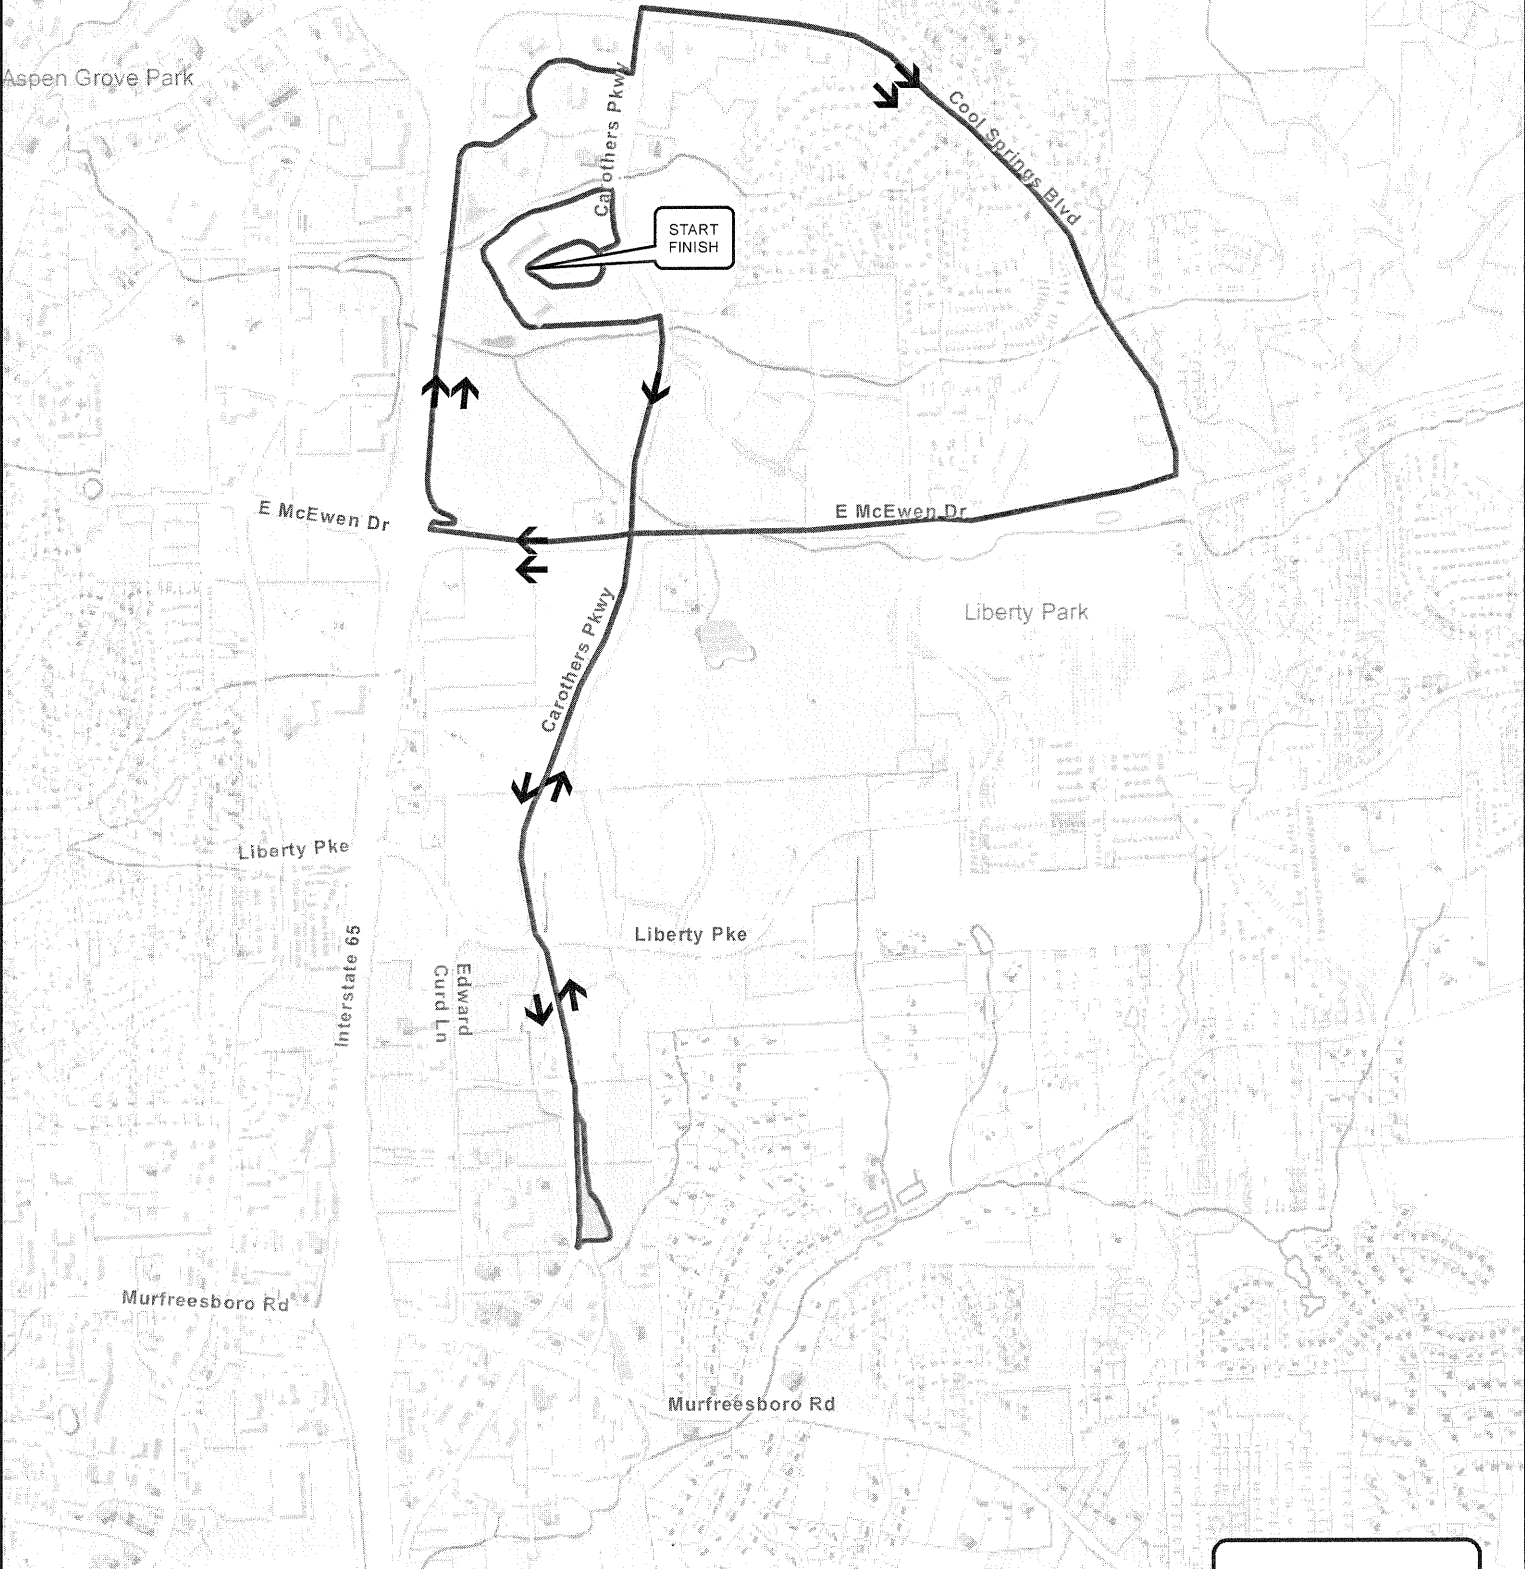 Aspen Grove Park
Carothers Pkwy
Cool Springs Blvd
START
FINISH
E McEwen Dr
E McEwen Dr
Liberty Park
Carothers Pkwy
Liberty Pke
Liberty Pke
Interstate 65
Edward
Curd Ln
Murfreesboro Rd
Murfreesboro Rd